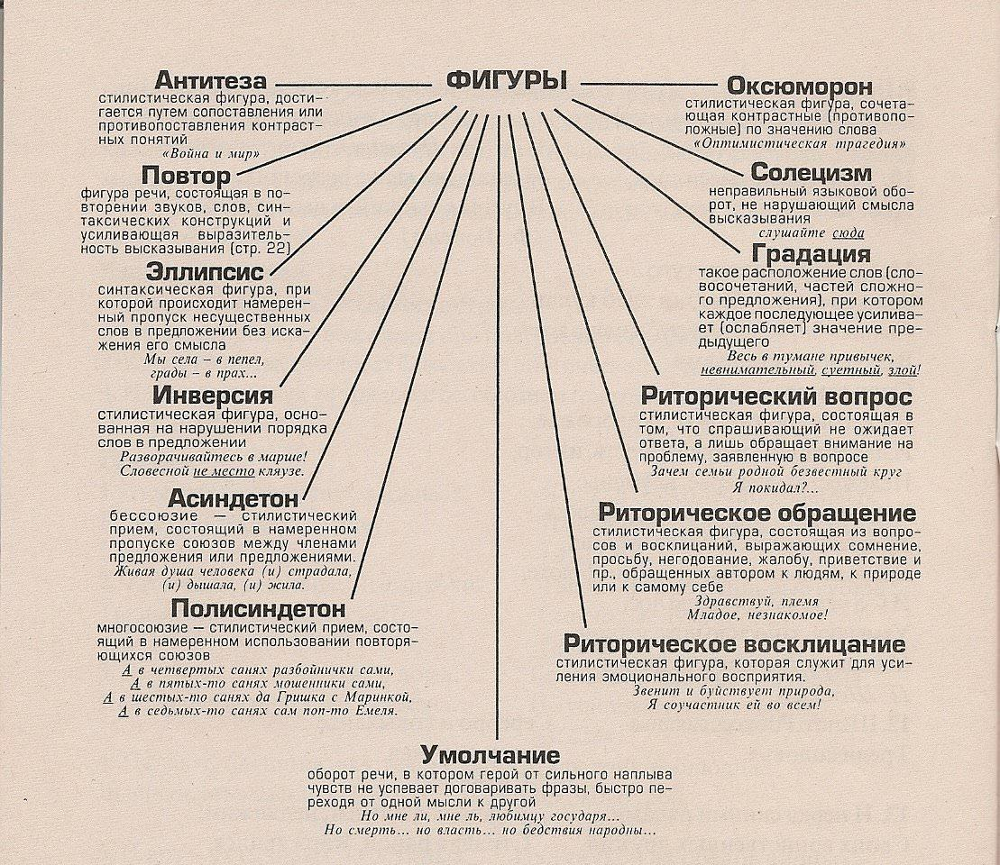 ФИГУРЫ
Антитеза
стилистическая фигура, дости-
гается путем сопоставления или
противопоставления контраст-
ных понятий
«Война и мир»
Повтор
фигура речи, состоящая в по-
вторении звуков, слов, син-
таксических конструкций и
усиливающая выразитель-
ность высказывания (стр. 22)
Эллипсис
синтаксическая фигура, при
которой происходит намерен-
ный пропуск несущественных
слов в предложении без иска-
жения его смысла
Мы села – в пепел,
грады – в прах...
Инверсия
стилистическая фигура, осно-
ванная на нарушении порядка
слов в предложении
Разворачивайтесь в марше!
Словесной не место кляузе.
Асиндетон
бессоюзие — стилистический
прием, состоящий в намеренном
пропуске союзов между членами
предложения или предложениями.
Живая душа человека (и) страдала,
(и) дышала, (и) жила.
Полисиндетон
многосоюзие — стилистический прием, состо-
ящий в намеренном использовании повторя-
ющихся союзов
А в четвертых санях разбойнички сами,
А в пятых-то санях мошенники сами,
А в шестых-то санях да Гришка с Маринкой,
А в седьмых-то санях сам поп-то Емеля.
Оксюморон
стилистическая фигура, сочета-
ющая контрастные (противопо-
ложные) по значению слова
«Оптимистическая трагедия»
Солецизм
неправильный языковой обо-
рот, не нарушающий смысла
высказывания
слушайте сюда
Градация
такое расположение слов (сло-
восочетаний, частей сложно-
го предложения), при котором
каждое последующее усилива-
ет (ослабляет) значение пре-
дыдущего
Весь в тумане привычек,
невнимательный, суетный, злой!
Риторический вопрос
стилистическая фигура, состоящая в
том, что спрашивающий не ожидает
ответа, а лишь обращает внимание на
проблему, заявленную в вопросе
Зачем семьи родной безвестный круг
Я покидал?...
Риторическое обращение
стилистическая фигура, состоящая из вопро-
сов и восклицаний, выражающих сомнение,
просьбу, негодование, жалобу, приветствие и
пр., обращенных автором к людям, к природе
или к самому себе
Здравствуй, племя
Младое, незнакомое!
Риторическое восклицание
стилистическая фигура, которая служит для уси-
ления эмоционального восприятия.
Звенит и буйствует природа,
Я соучастник ей во всем!
Умолчание
оборот речи, в котором герой от сильного наплыва
чувств не успевает договаривать фразы, быстро пе-
реходя от одной мысли к другой
Но мне ли, мне ль, любимцу государя...
Но смерть... но власть... но бедствия народны...